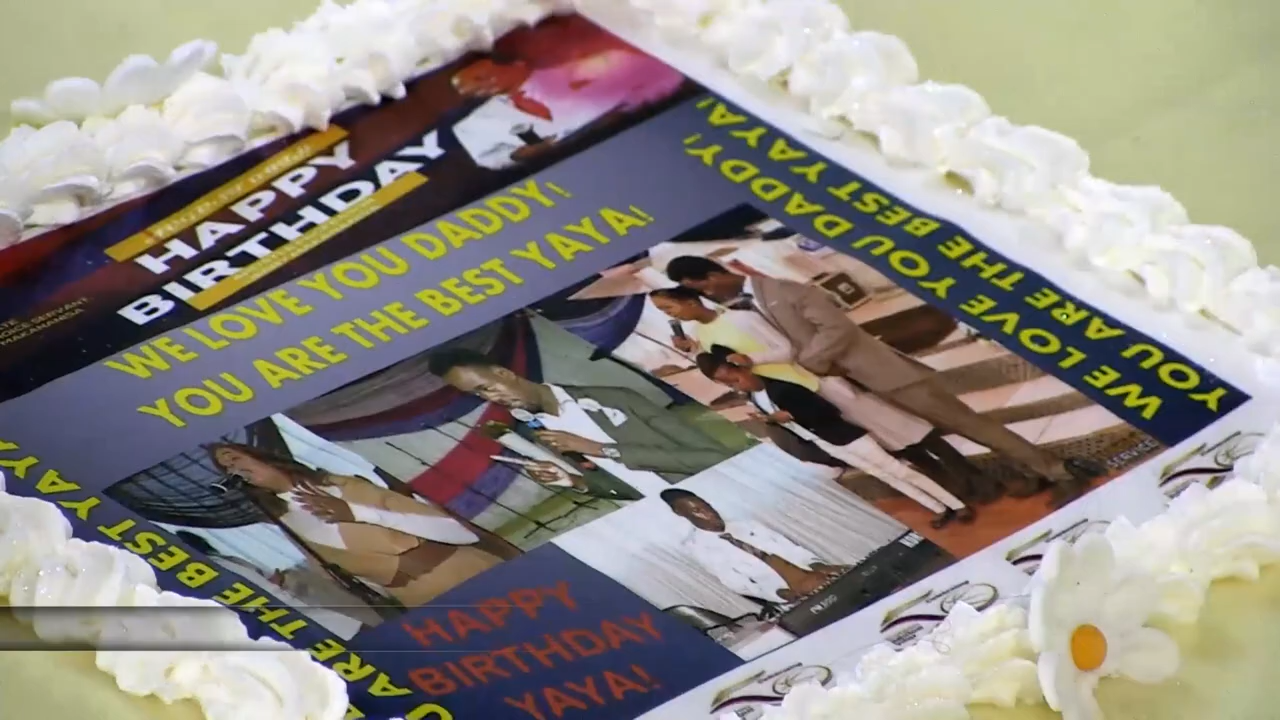 HAPPY
BIRTHDAY
WE LOVE YOU DADDY!
YOU ARE THE BEST YAYA!
WE LOVE YOU DADDY!
YOU ARE THE BEST YAYA!
ARE THE BEST YAYA
HAPPY
BIRTHDAY
YAYA!
SERVICE